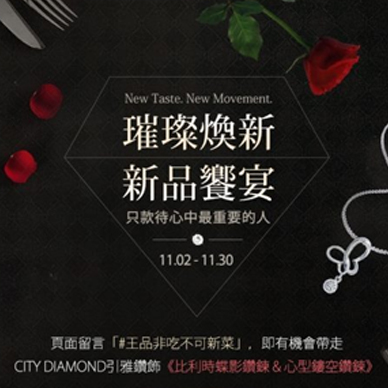 New Taste. New Movement.
璀璨煥新
新品饗宴
只款待心中最重要的人
11.02 - 11.30
頁面留言「#王品非吃不可新菜」，即有機會帶走
CITY DIAMOND引雅鑽飾《比利時蝶影鑽鍊＆心型鏤空鑽鍊》